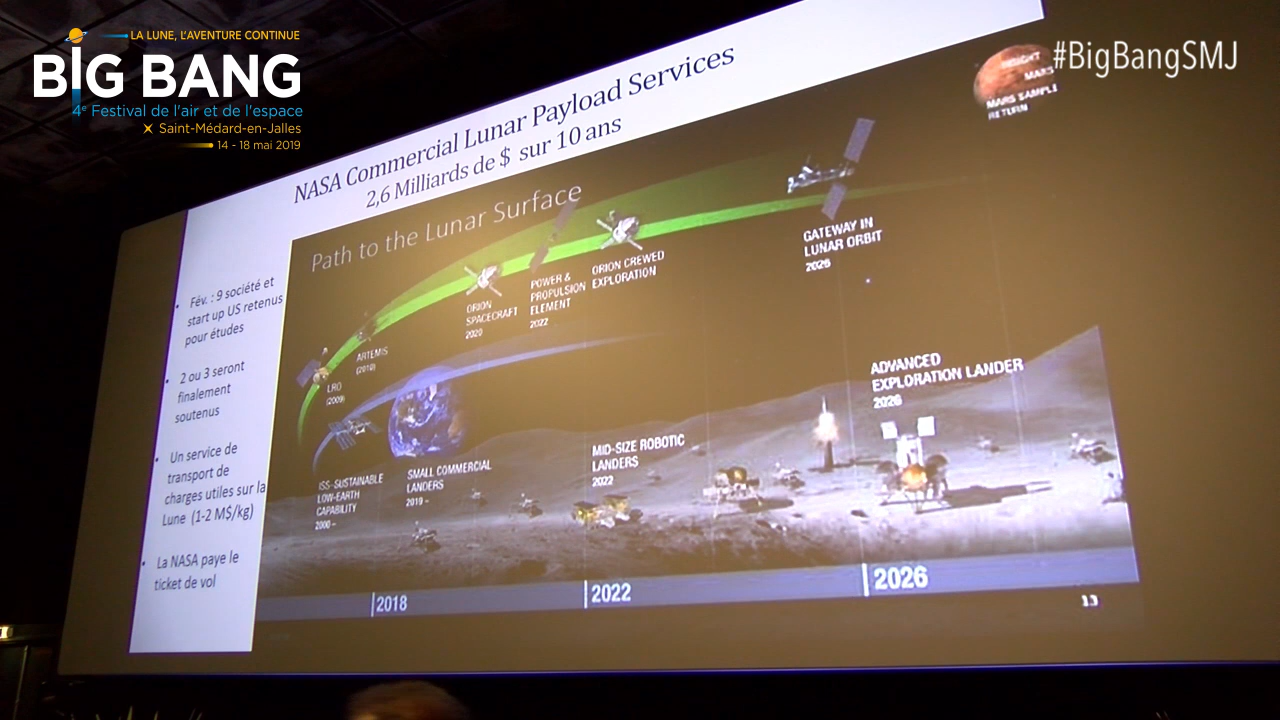 LA LUNE, L'AVENTURE CONTINUE
BIG BANG
4e Festival de l'air et de l'espace
Saint-Médard-en-Jalles
14 - 18 mai 2019
#BigBangSMJ
NASA Commercial Lunar Payload Services
2,6 Milliards de $ sur 10 ans
• Fév. : 9 société et
start up US retenus
pour études
• 2 ou 3 seront
finalement
soutenus
• Un service de
transport de
charges utiles sur la
Lune (1-2 M$/kg)
• La NASA paye le
ticket de vol
Path to the Lunar Surface
INSIGHT
MARS
MARS SAMPLE
RETURN
GATEWAY IN
LUNAR ORBIT
2026
ORION CREWED
EXPLORATION
POWER &
PROPULSION
ELEMENT
2022
ORION
SPACECRAFT
2020
ARTEMIS
(2010)
LRO
(2009)
ISS-SUSTAINABLE
LOW-EARTH
CAPABILITY
2000 –
SMALL COMMERCIAL
LANDERS
2019 –
MID-SIZE ROBOTIC
LANDERS
2022
ADVANCED
EXPLORATION LANDER
2026
2018
2022
2026
13